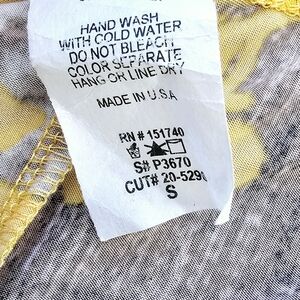 HAND WASH
WITH COLD WATER
DO NOT BLEACH
COLOR SEPARATE
HANG OR LINE DRY
MADE IN U.S.A
RN # 151740
S# P3670
CUT# 20-5290
S